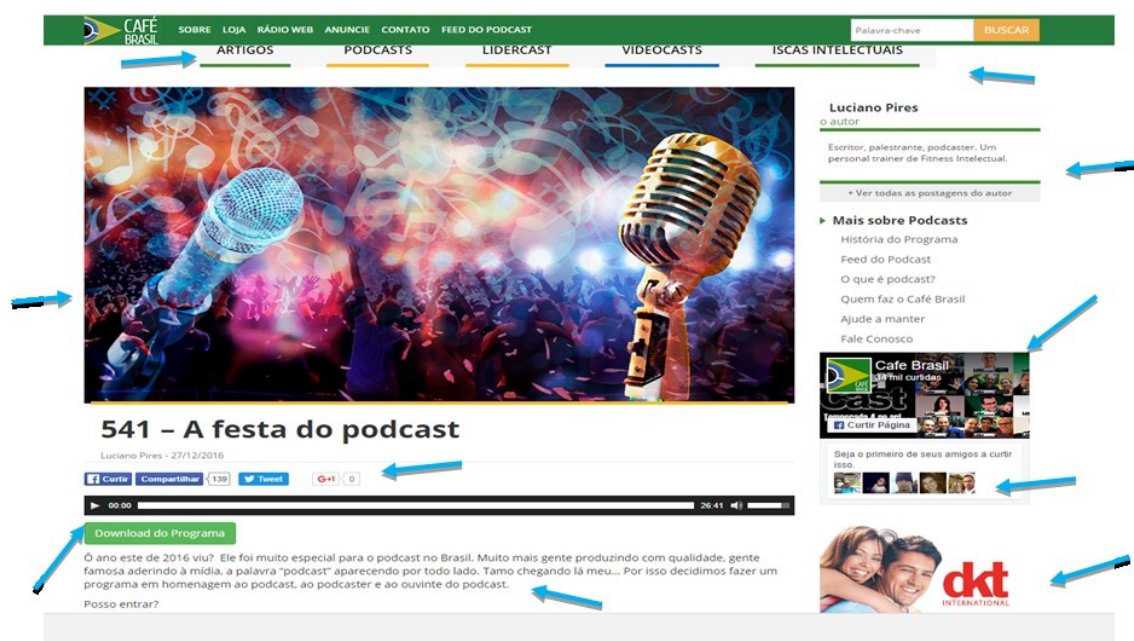 CAFÉ
BRASIL
SOBRE LOJA RÁDIO WEB ANUNCIE CONTATO FEED DO PODCAST
Palavra-chave BUSCAR
ARTIGOS PODCASTS LIDERCAST VIDEOCASTS ISCAS INTELECTUAIS
Luciano Pires
o autor
Escritor, palestrante, podcaster. Um
personal trainer de Fitness Intelectual.
+ Ver todas as postagens do autor
Mais sobre Podcasts
História do Programa
Feed do Podcast
O que é podcast?
Quem faz o Café Brasil
Ajude a manter
Fale Conosco
Cafe Brasil
CAFÉ
BRASIL
Cast
Temporada 4 no
Curtir Página
Seja o primeiro de seus amigos a curtir
isso.
541 – A festa do podcast
Luciano Pires - 27/12/2016
Curtir Compartilhar 139 Tweet G+1 0
00:00 26:41
Download do Programa
Ô ano este de 2016 viu? Ele foi muito especial para o podcast no Brasil. Muito mais gente produzindo com qualidade, gente
famosa aderindo à mídia, a palavra "podcast" aparecendo por todo lado. Tamo chegando lá meu... Por isso decidimos fazer um
programa em homenagem ao podcast, ao podcaster e ao ouvinte do podcast.
Posso entrar?
dkt
INTERNATIONAL